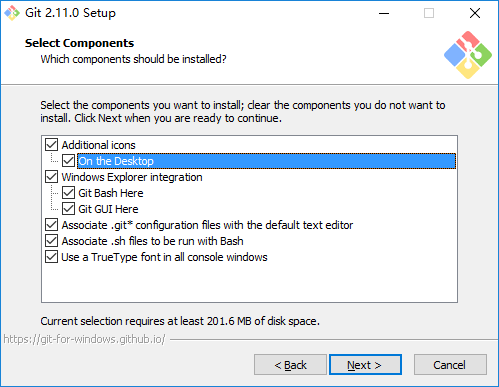 Git 2.11.0 Setup
Select Components
Which components should be installed?
Select the components you want to install; clear the components you do not want to
install. Click Next when you are ready to continue.
Additional icons
On the Desktop
Windows Explorer integration
Git Bash Here
Git GUI Here
Associate .git* configuration files with the default text editor
Associate .sh files to be run with Bash
Use a TrueType font in all console windows
Current selection requires at least 201.6 MB of disk space.
https://git-for-windows.github.io/
< Back
Next >
Cancel